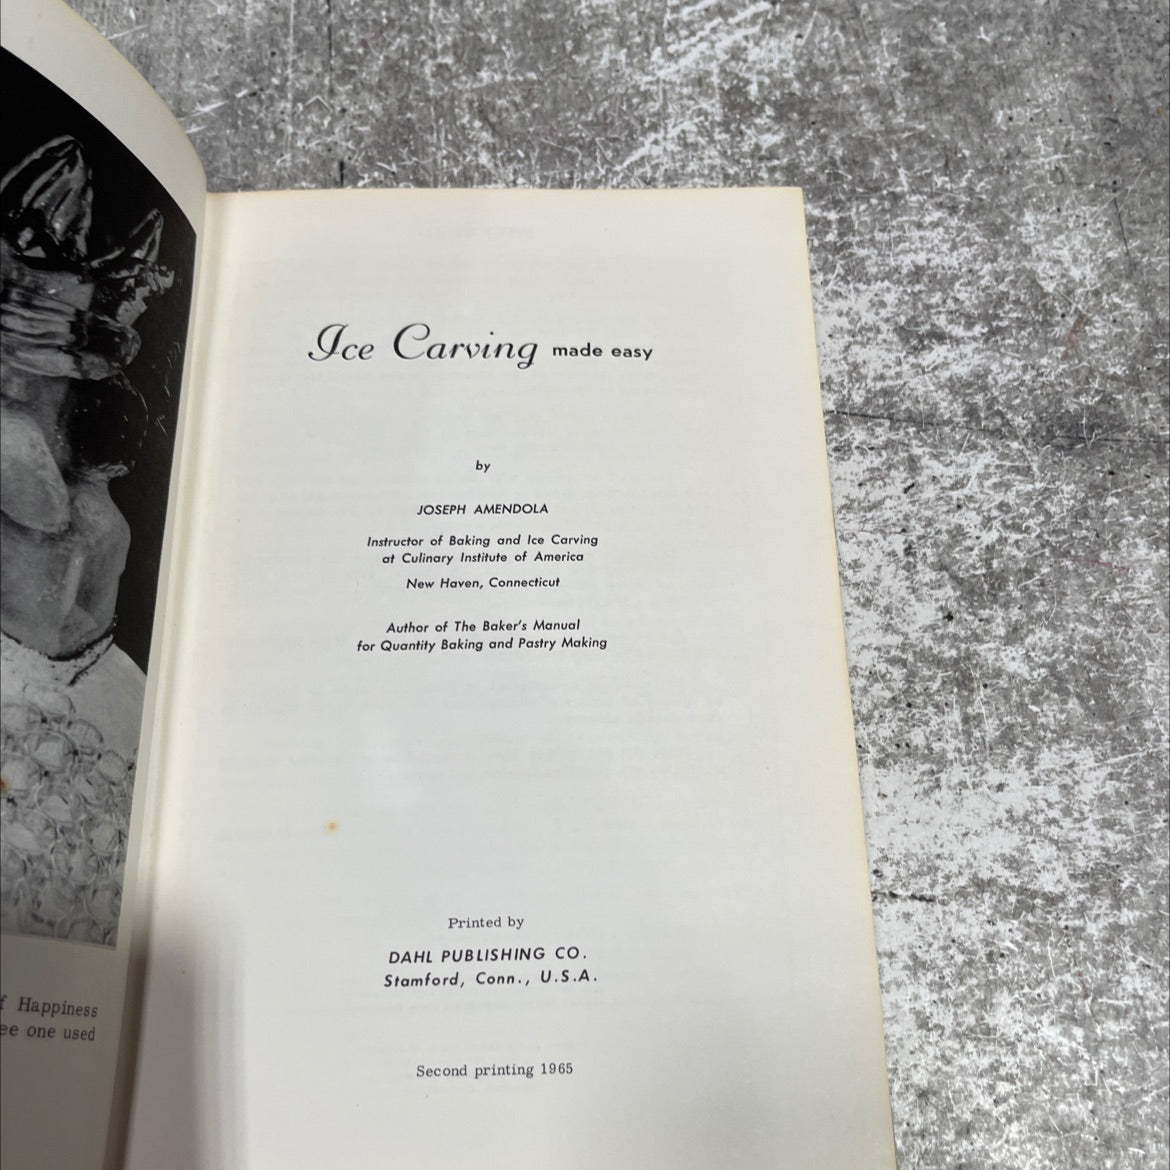 Happiness
one used
Ice Carving made easy
by
JOSEPH AMENDOLA
Instructor of Baking and Ice Carving
at Culinary Institute of America
New Haven, Connecticut
Author of The Baker's Manual
for Quantity Baking and Pastry Making
Printed by
DAHL PUBLISHING CO.
Stamford, Conn., U.S.A.
Second printing 1965